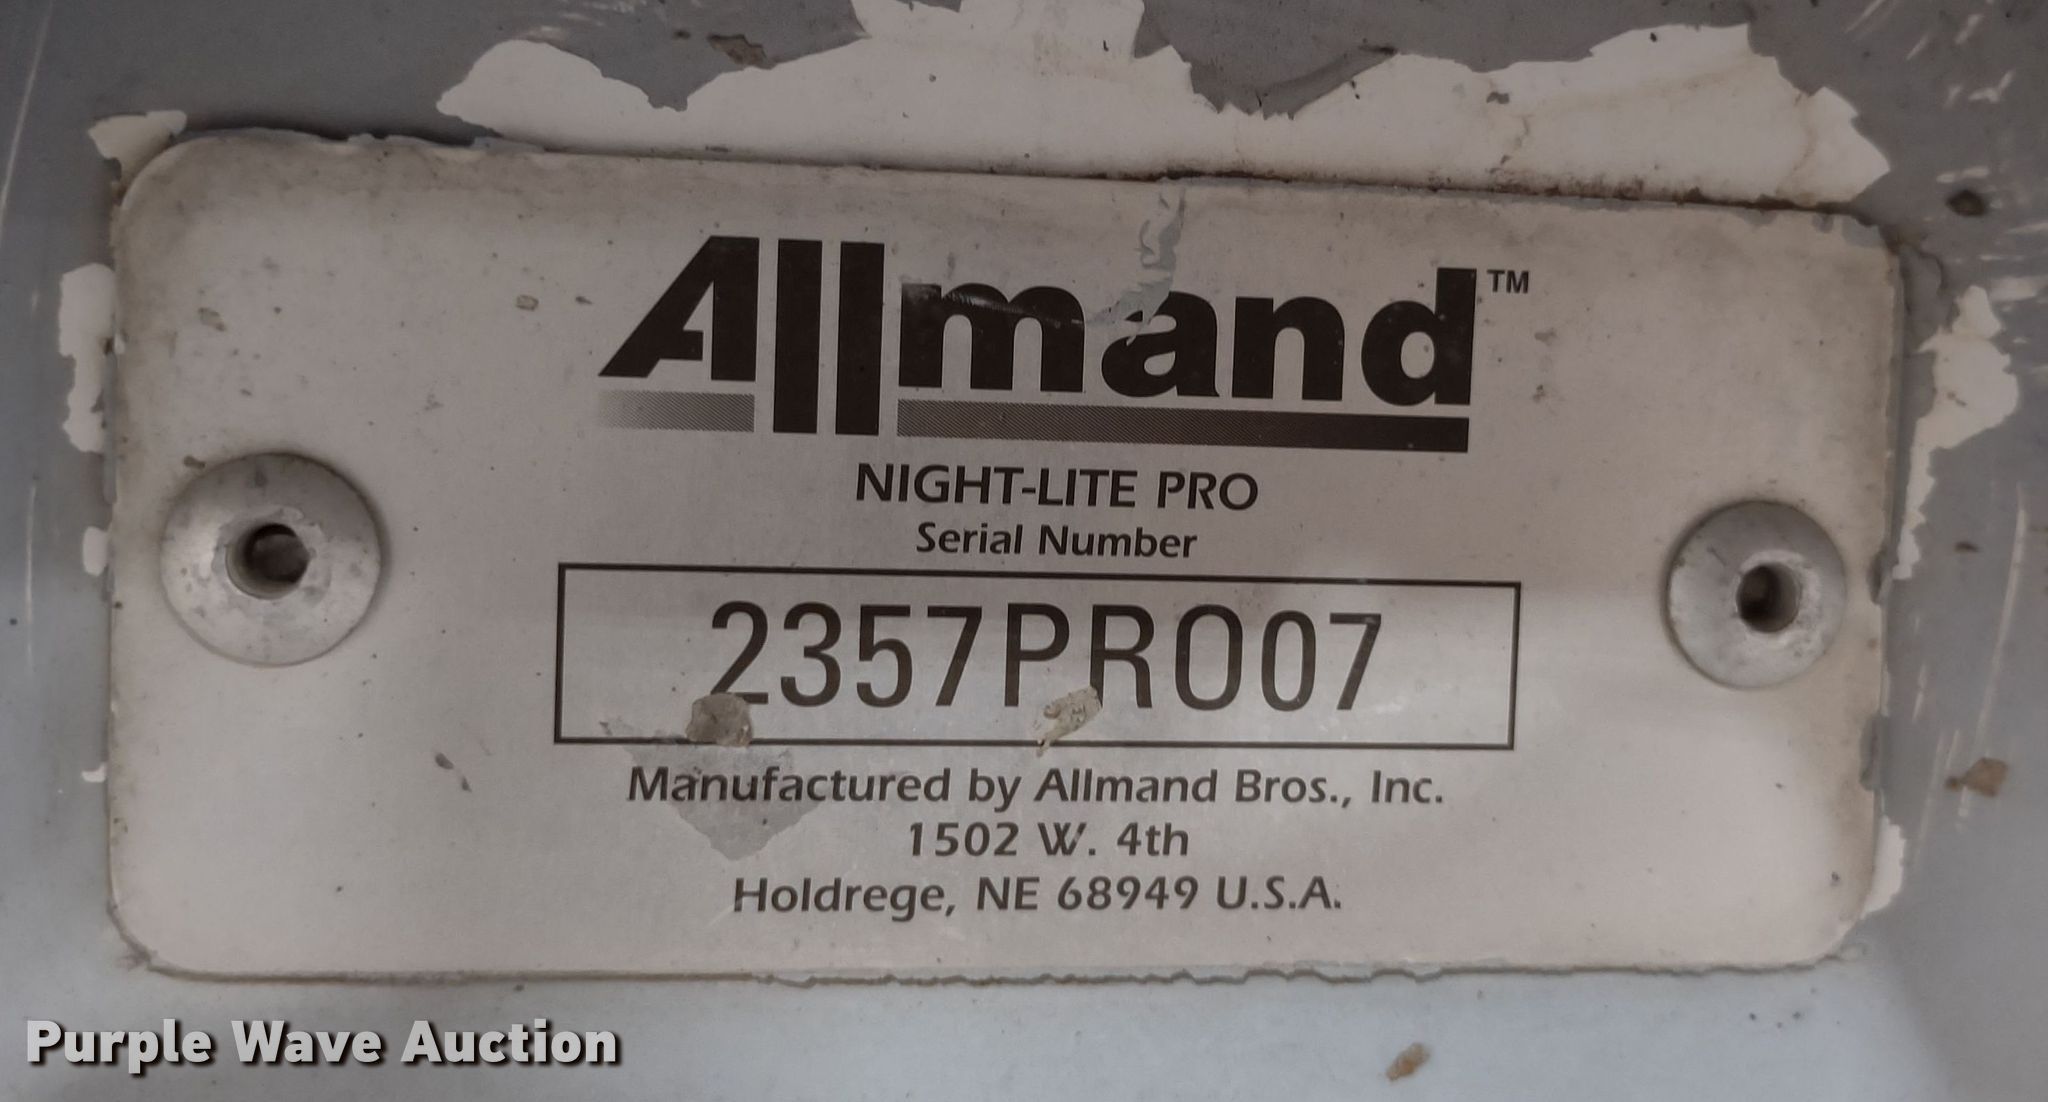 Allmand™
NIGHT-LITE PRO
Serial Number
2357PRO07
Manufactured by Allmand Bros., Inc.
1502 W. 4th
Holdrege, NE 68949 U.S.A.
Purple Wave Auction